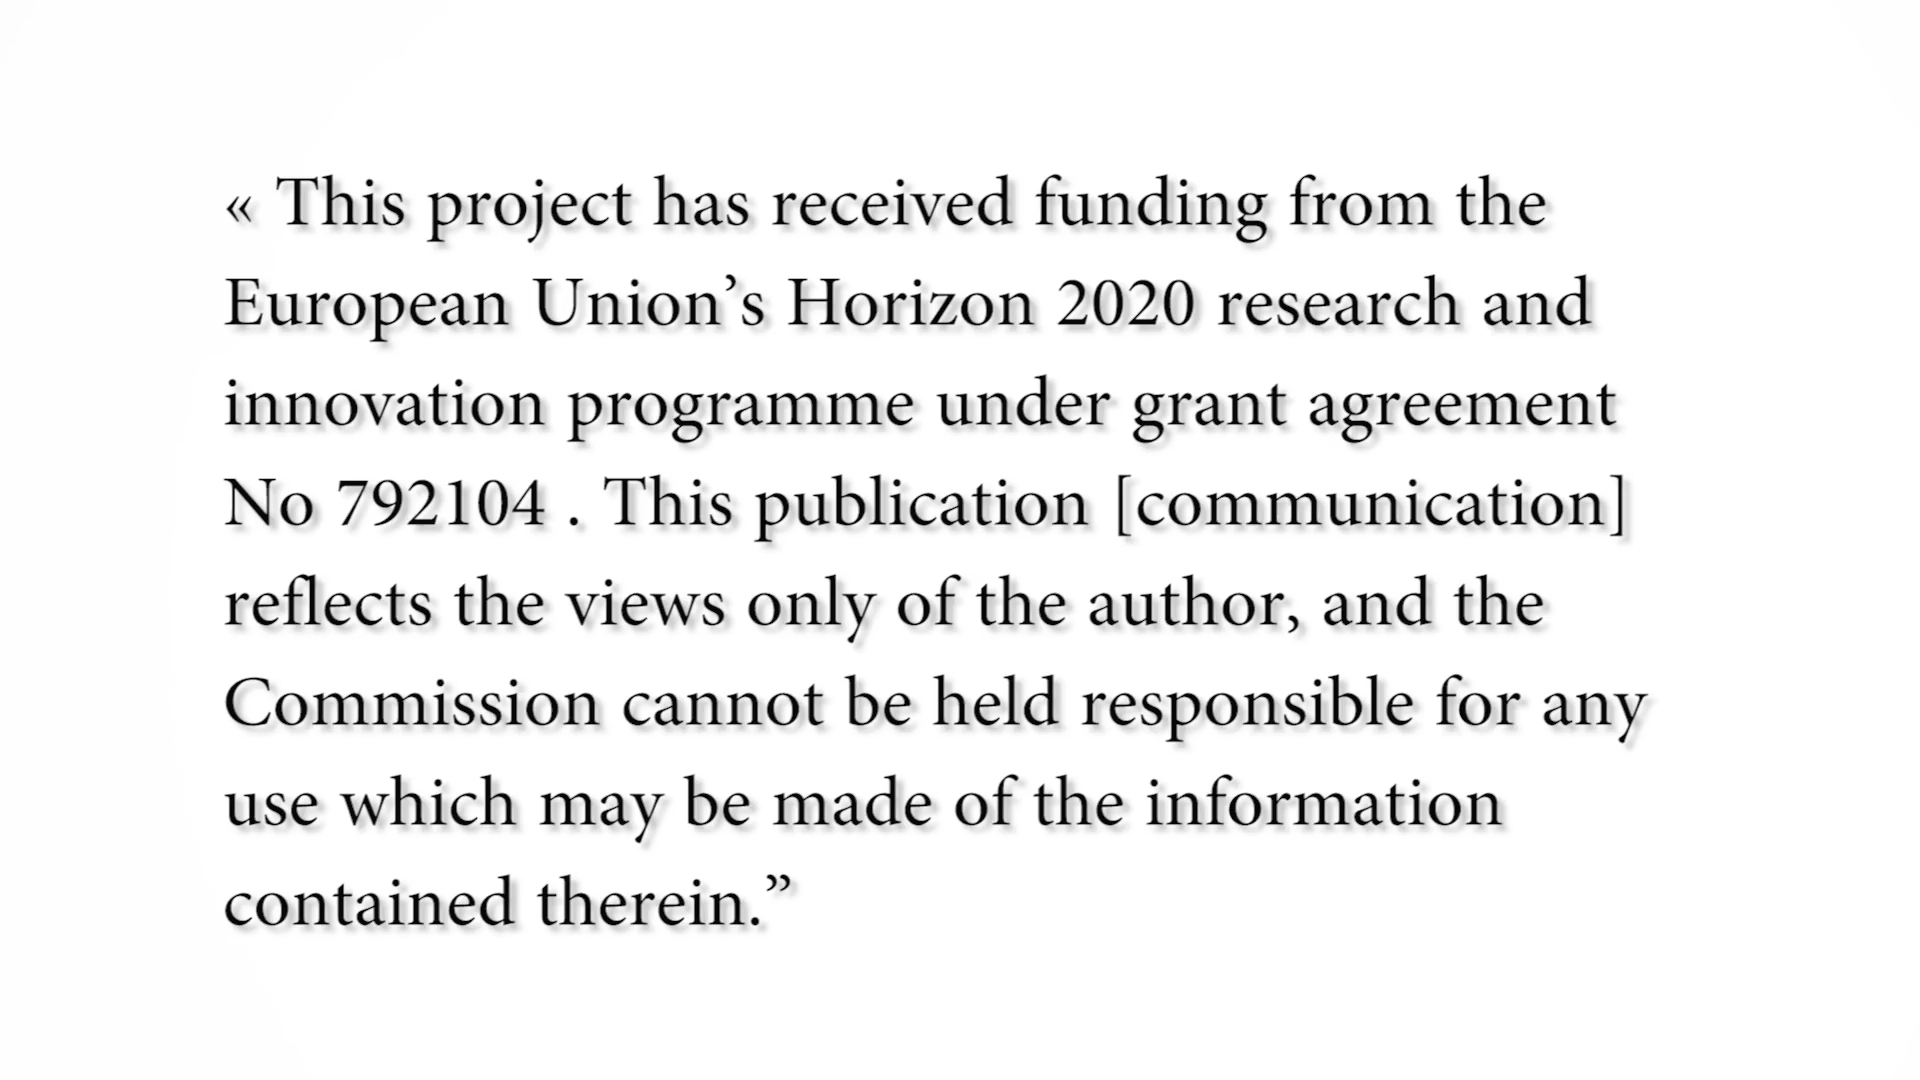 « This project has received funding from the
European Union’s Horizon 2020 research and
innovation programme under grant agreement
No 792104 . This publication [communication]
reflects the views only of the author, and the
Commission cannot be held responsible for any
use which may be made of the information
contained therein.”